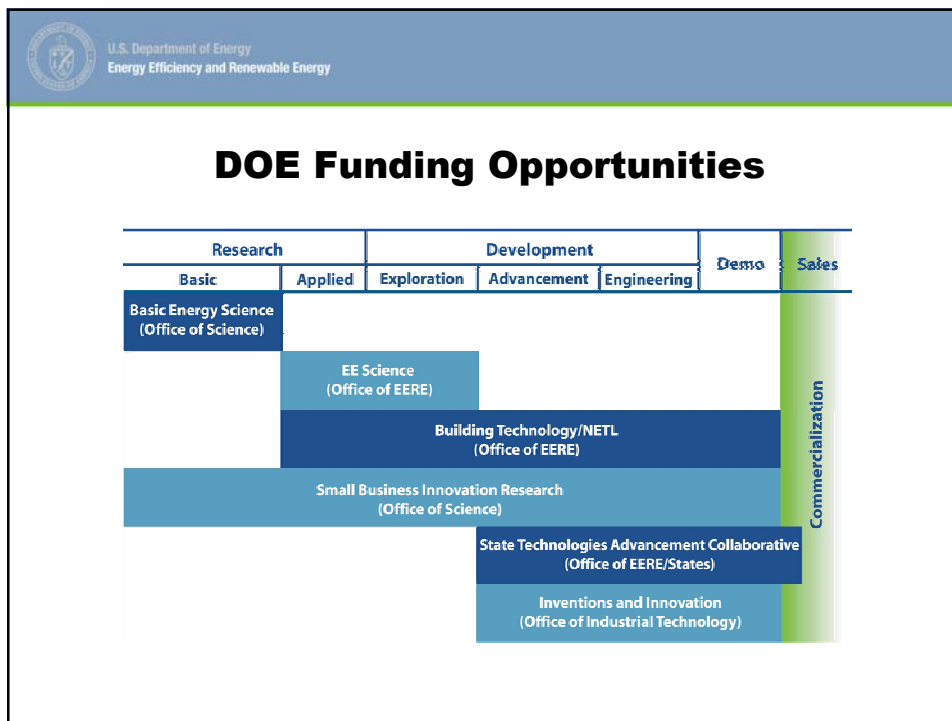 U.S. Department of Energy
Energy Efficiency and Renewable Energy
DOE Funding Opportunities
Research
Development
Demo
Sales
Basic
Applied
Exploration
Advancement
Engineering
Basic Energy Science
(Office of Science)
EE Science
(Office of EERE)
Building Technology/NETL
(Office of EERE)
Small Business Innovation Research
(Office of Science)
State Technologies Advancement Collaborative
(Office of EERE/States)
Inventions and Innovation
(Office of Industrial Technology)
Commercialization